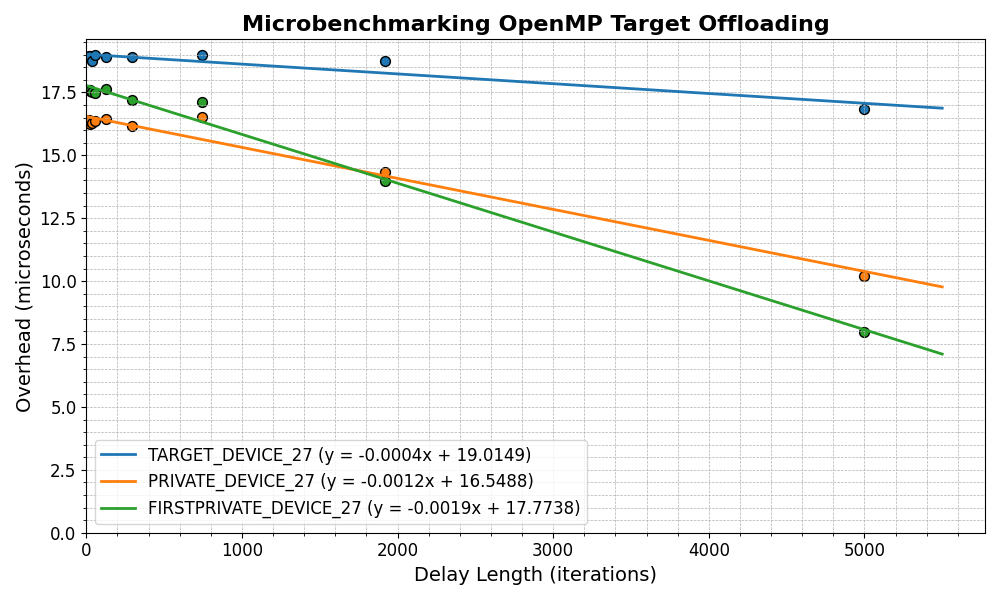 Microbenchmarking OpenMP Target Offloading
Overhead (microseconds)
17.5
15.0
12.5
10.0
7.5
5.0
2.5
0.0
TARGET_DEVICE_27 (y = -0.0004x + 19.0149)
PRIVATE_DEVICE_27 (y = -0.0012x + 16.5488)
FIRSTPRIVATE_DEVICE_27 (y = -0.0019x + 17.7738)
0 1000 2000 3000 4000 5000
Delay Length (iterations)